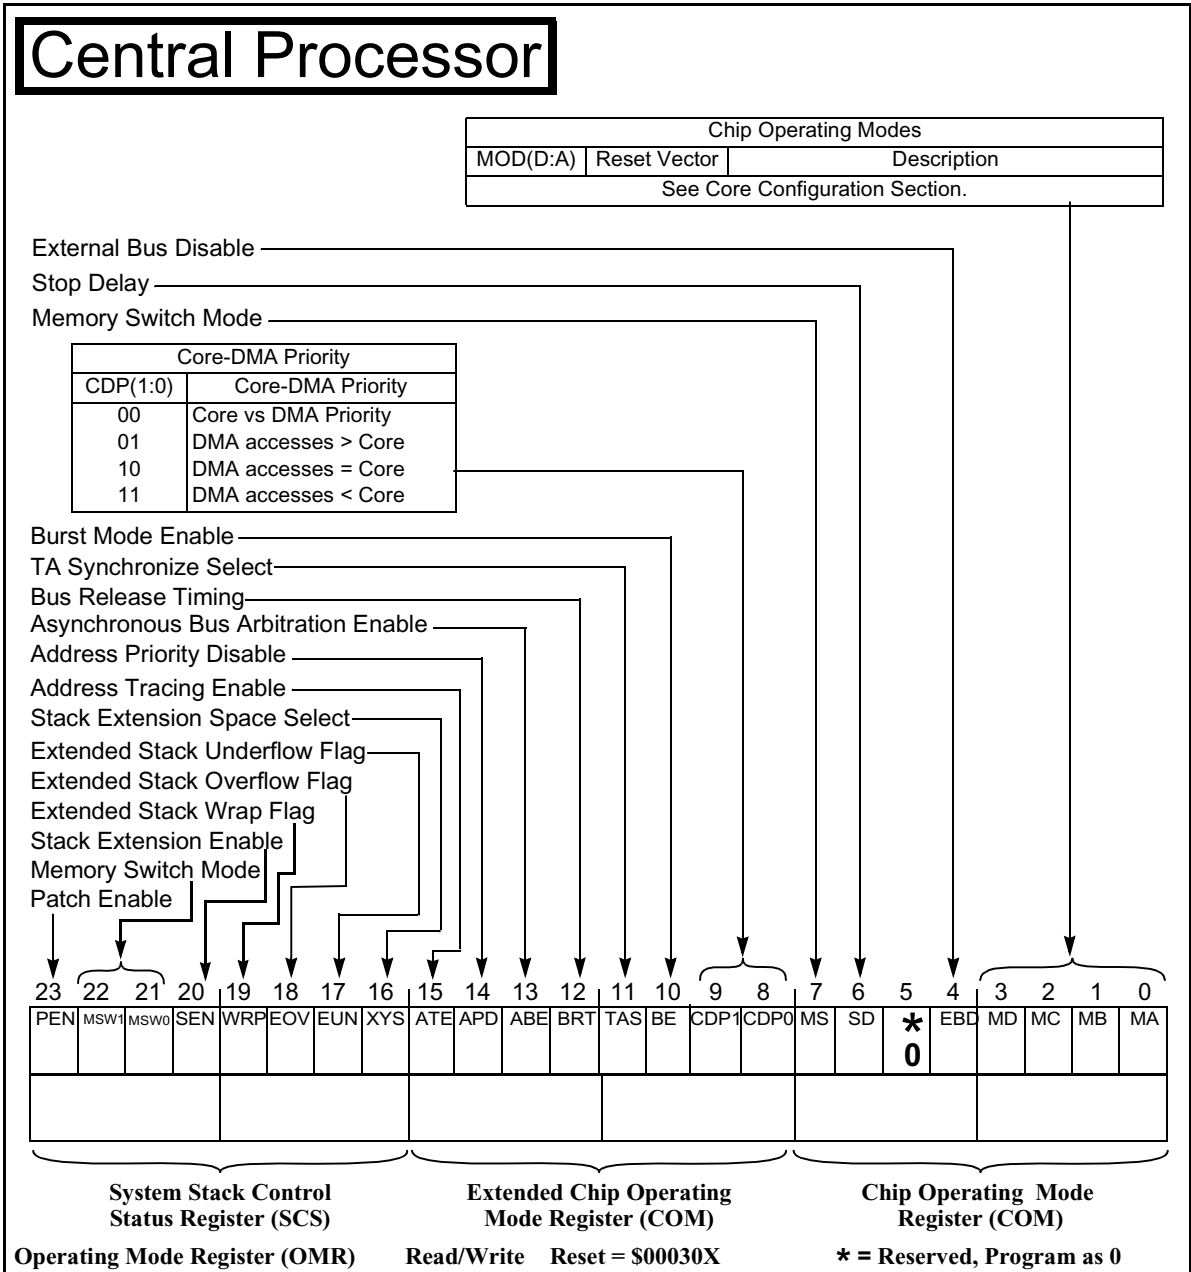 Central Processor
Chip Operating Modes
MOD(D:A) Reset Vector Description
See Core Configuration Section.
External Bus Disable
Stop Delay
Memory Switch Mode
Core-DMA Priority
CDP(1:0) Core-DMA Priority
00 Core vs DMA Priority
01 DMA accesses > Core
10 DMA accesses = Core
11 DMA accesses < Core
Burst Mode Enable
TA Synchronize Select
Bus Release Timing
Asynchronous Bus Arbitration Enable
Address Priority Disable
Address Tracing Enable
Stack Extension Space Select
Extended Stack Underflow Flag
Extended Stack Overflow Flag
Extended Stack Wrap Flag
Stack Extension Enable
Memory Switch Mode
Patch Enable
23 22 21 20 19 18 17 16 15 14 13 12 11 10 9 8 7 6 5 4 3 2 1 0
PEN MSW1 MSW0 SEN WRP EOV EUN XYS ATE APD ABE BRT TAS BE CDP1 CDP0 MS SD * EBD MD MC MB MA
0
System Stack Control Extended Chip Operating Chip Operating Mode
Status Register (SCS) Mode Register (COM) Register (COM)
Operating Mode Register (OMR) Read/Write Reset = $00030X * = Reserved, Program as 0